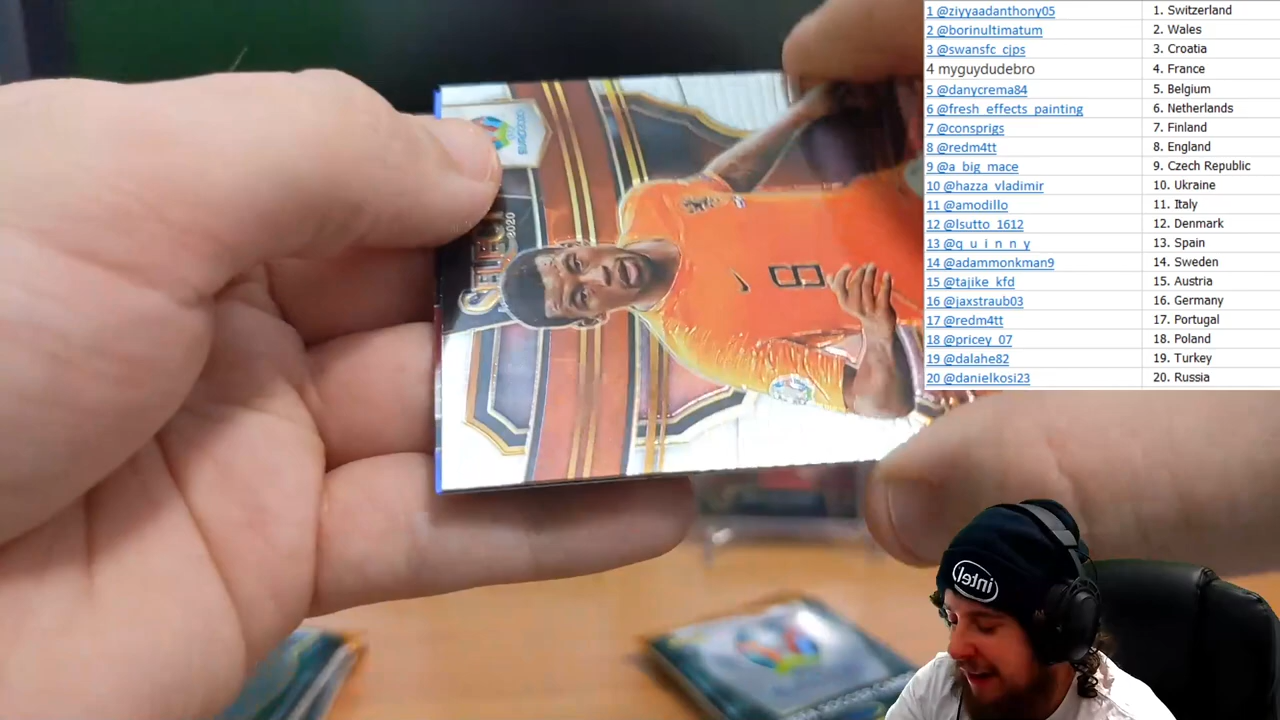 1 @ziyyaadanthony05 1. Switzerland
2 @borinultimatum 2. Wales
3 @swansfc_cjps 3. Croatia
4 myguydudebro 4. France
5 @danycrema84 5. Belgium
6 @fresh_effects_painting 6. Netherlands
7 @consprigs 7. Finland
8 @redm4tt 8. England
9 @a_big_mace 9. Czech Republic
10 @hazza_vladimir 10. Ukraine
11 @amodillo 11. Italy
12 @lsutto_1612 12. Denmark
13 @q_u_i_n_n_y 13. Spain
14 @adammonkman9 14. Sweden
15 @tajike_kfd 15. Austria
16 @jaxstraub03 16. Germany
17 @redm4tt 17. Portugal
18 @pricey_07 18. Poland
19 @dalahe82 19. Turkey
20 @danielkosi23 20. Russia
EURO2020
SELECT
2020
8
intel